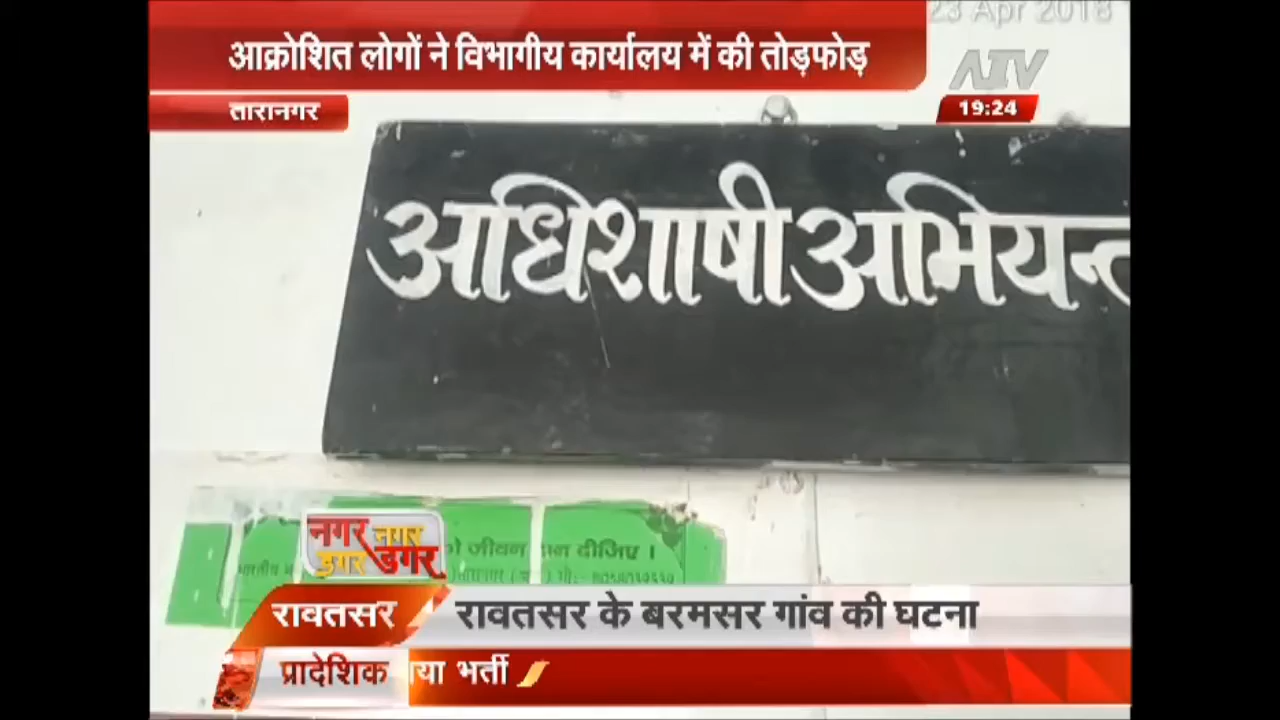 23 Apr 2018
आक्रोशित लोगों ने विभागीय कार्यालय में की तोड़फोड़
ATV
तारानगर
19:24
अधिशाषी अभियन्त
जीवन दान दीजिए ।
नगर नगर
डगर डगर
रावतसर
रावतसर के बरमसर गांव की घटना
प्रादेशिक
या भर्ती